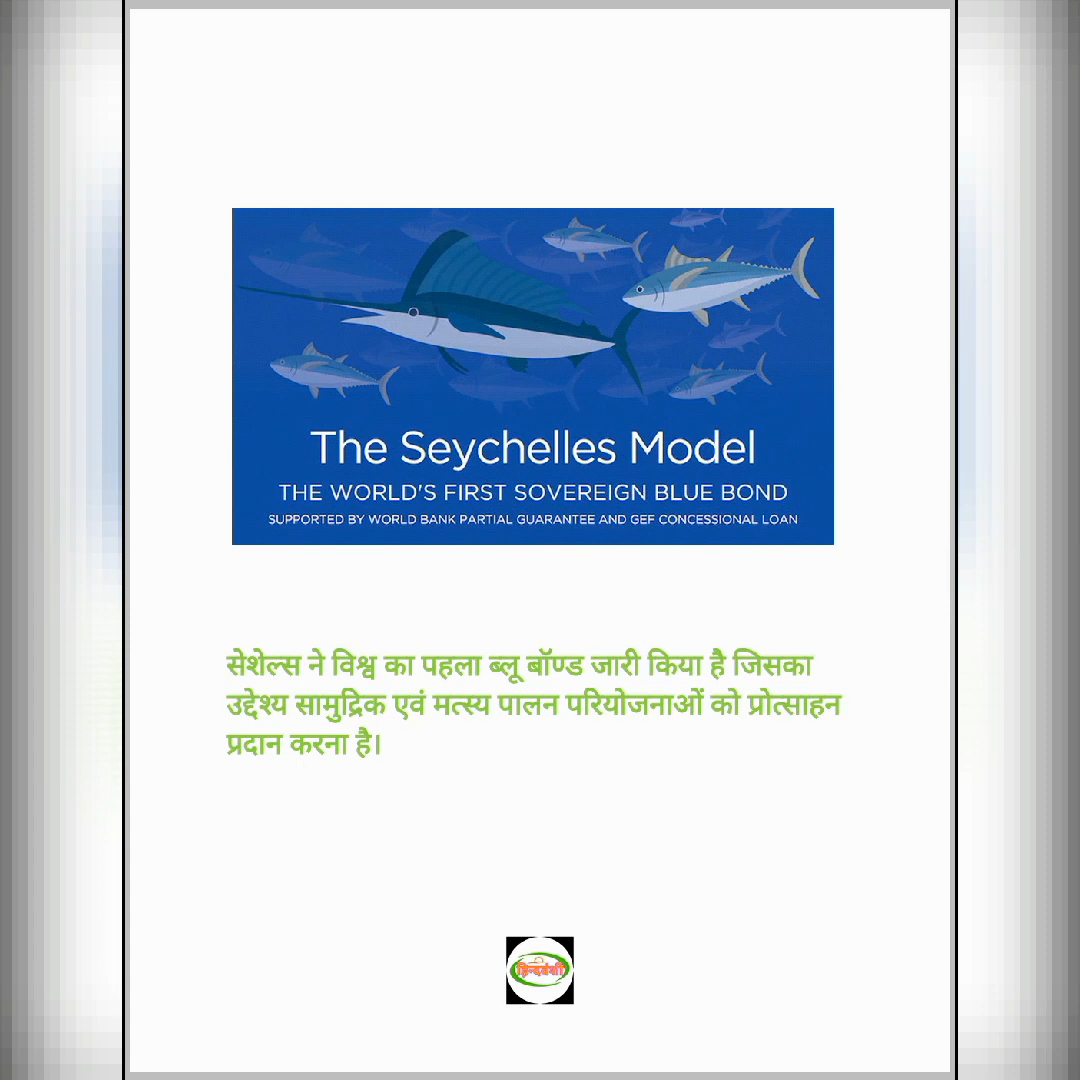 The Seychelles Model
THE WORLD'S FIRST SOVEREIGN BLUE BOND
SUPPORTED BY WORLD BANK PARTIAL GUARANTEE AND GEF CONCESSIONAL LOAN
सेशेल्स ने विश्व का पहला ब्लू बॉण्ड जारी किया है जिसका
उद्देश्य सामुद्रिक एवं मत्स्य पालन परियोजनाओं को प्रोत्साहन
प्रदान करना है।